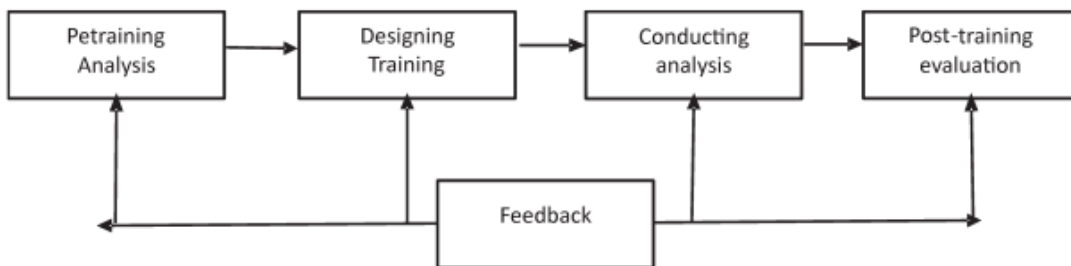 Petraining
Analysis
Designing
Training
Conducting
analysis
Post-training
evaluation
Feedback